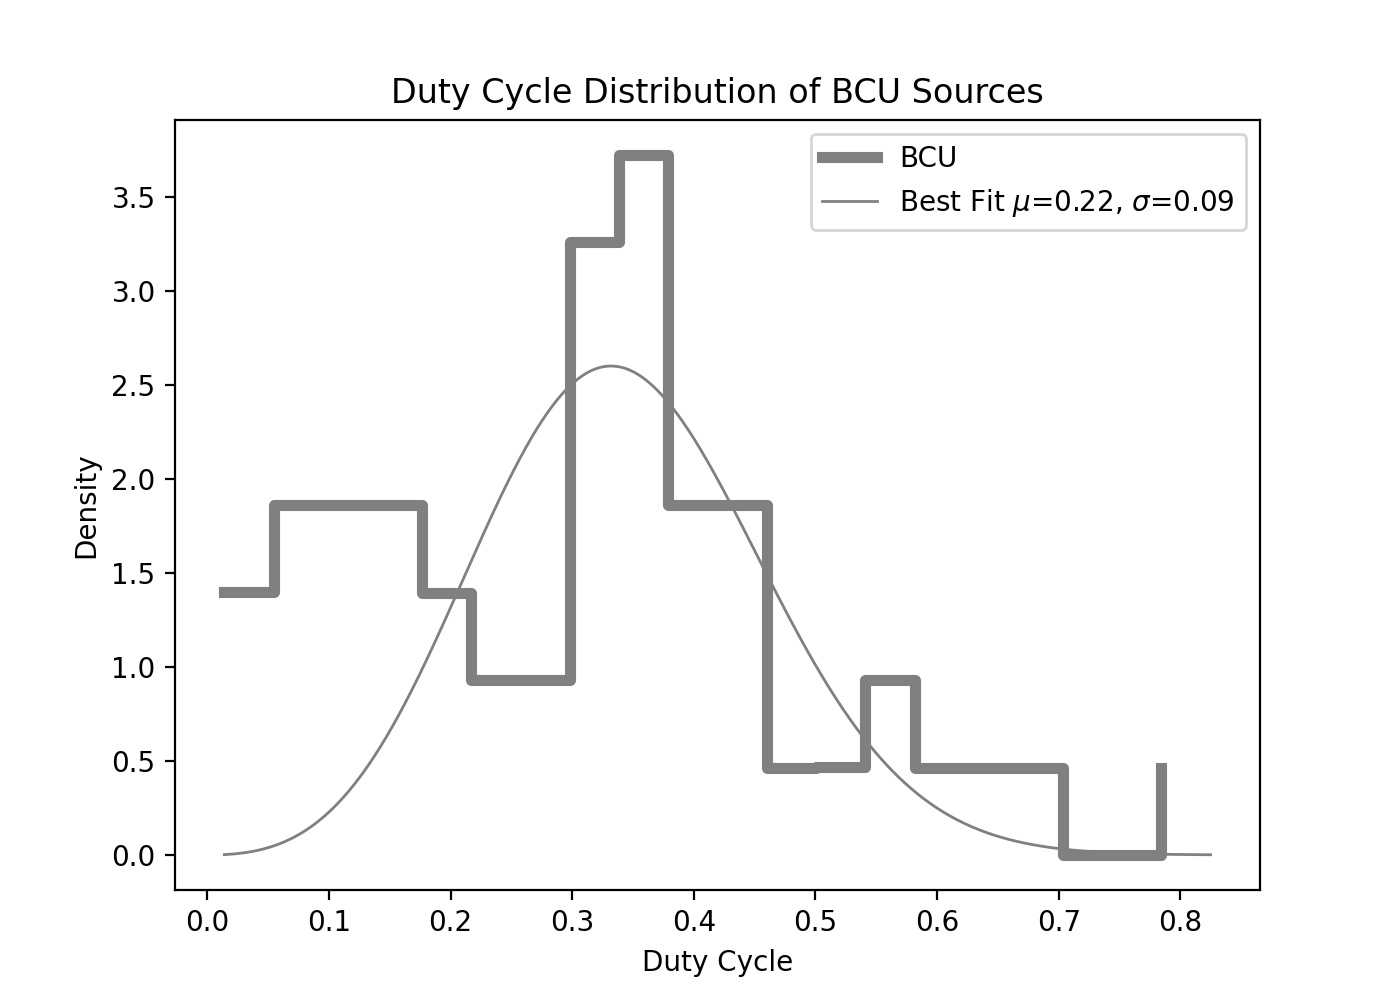 Duty Cycle Distribution of BCU Sources
BCU
Best Fit μ=0.22, σ=0.09
3.5
3.0
2.5
2.0
1.5
1.0
0.5
0.0
Density
0.0 0.1 0.2 0.3 0.4 0.5 0.6 0.7 0.8
Duty Cycle